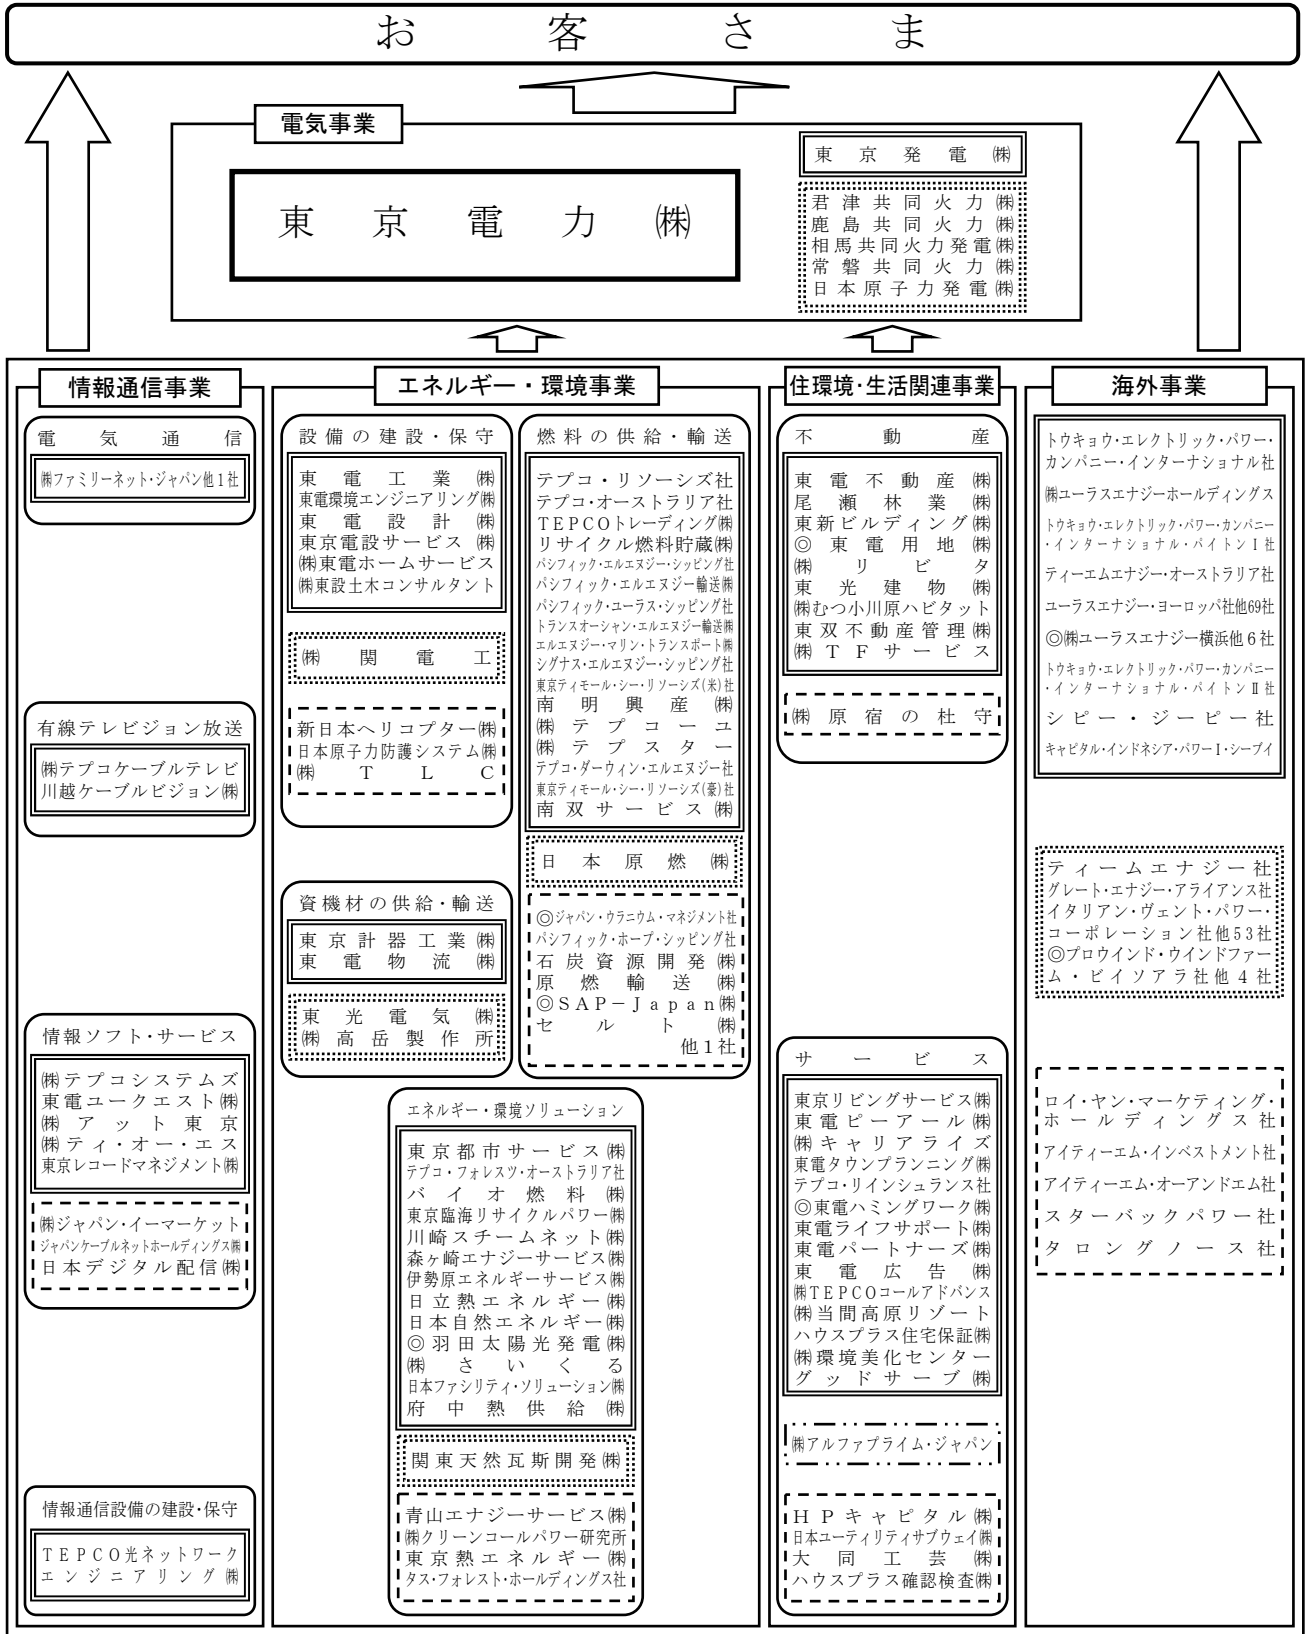 お客さま
電気事業
東京電力㈱
東京発電㈱
君津共同火力㈱
鹿島共同火力㈱
相馬共同火力発電㈱
常磐共同火力㈱
日本原子力発電㈱
情報通信事業
電気通信
㈱ファミリーネット・ジャパン他1社
有線テレビジョン放送
㈱テプコケーブルテレビ
川越ケーブルビジョン㈱
情報ソフト・サービス
㈱テプコシステムズ
東電ユークエスト㈱
㈱アット東京
㈱ティ・オー・エス
東京レコードマネジメント㈱
㈱ジャパン・イーマーケット
ジャパンケーブルネットホールディングス㈱
日本デジタル配信㈱
情報通信設備の建設・保守
TEPCO光ネットワーク
エンジニアリング㈱
エネルギー・環境事業
設備の建設・保守
東電工業㈱
東電環境エンジニアリング㈱
東電設計㈱
東京電設サービス㈱
㈱東電ホームサービス
㈱東設土木コンサルタント
㈱関電工
新日本ヘリコプター㈱
日本原子力防護システム㈱
㈱TLC
資機材の供給・輸送
東京計器工業㈱
東電物流㈱
東光電気㈱
㈱高岳製作所
燃料の供給・輸送
テプコ・リソーシズ社
テプコ・オーストラリア社
TEPCOトレーディング㈱
リサイクル燃料貯蔵㈱
パシフィック・エルエヌジー・シッピング社
パシフィック・エルエヌジー輸送㈱
パシフィック・ユーラス・シッピング社
トランスオーシャン・エルエヌジー輸送㈱
エルエヌジー・マリン・トランスポート㈱
シグナス・エルエヌジー・シッピング社
東京ティモール・シー・リソーシズ(米)社
南明興産㈱
㈱テプコーユ
㈱テプスター
テプコ・ダーウィン・エルエヌジー社
東京ティモール・シー・リソーシズ(豪)社
南双サービス㈱
日本原燃㈱
◎ジャパン・ウラニウム・マネジメント社
パシフィック・ホープ・シッピング社
石炭資源開発㈱
原燃輸送㈱
◎SAP－Japan㈱
セルト㈱
他1社
エネルギー・環境ソリューション
東京都市サービス㈱
テプコ・フォレスツ・オーストラリア社
バイオ燃料㈱
東京臨海リサイクルパワー㈱
川崎スチームネット㈱
森ヶ崎エナジーサービス㈱
伊勢原エネルギーサービス㈱
日立熱エネルギー㈱
日本自然エネルギー㈱
◎羽田太陽光発電㈱
㈱さいくる
日本ファシリティ・ソリューション㈱
府中熱供給㈱
関東天然瓦斯開発㈱
青山エナジーサービス㈱
㈱クリーンコールパワー研究所
東京熱エネルギー㈱
タス・フォレスト・ホールディングス社
住環境・生活関連事業
不動産
東電不動産㈱
尾瀬林業㈱
東新ビルディング㈱
◎東電用地㈱
㈱リビタ
東光建物㈱
㈱むつ小川原ハビタット
東双不動産管理㈱
㈱TFサービス
㈱原宿の杜守
サービス
東京リビングサービス㈱
東電ピーアール㈱
㈱キャリアライズ
東電タウンプランニング㈱
テプコ・リインシュランス社
◎東電ハミングワーク㈱
東電ライフサポート㈱
東電パートナーズ㈱
東電広告㈱
㈱TEPCOコールアドバンス
㈱当間高原リゾート
ハウスプラス住宅保証㈱
㈱環境美化センター
グッドサーブ㈱
㈱アルファプライム・ジャパン
HPキャピタル㈱
日本ユーティリティサブウェイ㈱
大同工芸㈱
ハウスプラス確認検査㈱
海外事業
トウキョウ・エレクトリック・パワー・
カンパニー・インターナショナル社
㈱ユーラスエナジーホールディングス
トウキョウ・エレクトリック・パワー・カンパニー
・インターナショナル・パイトンⅠ社
ティーエムエナジー・オーストラリア社
ユーラスエナジー・ヨーロッパ社他69社
◎㈱ユーラスエナジー横浜他6社
トウキョウ・エレクトリック・パワー・カンパニー
・インターナショナル・パイトンⅡ社
シピー・ジーピー社
キャピタル・インドネシア・パワーⅠ・シーブイ
ティームエナジー社
グレート・エナジー・アライアンス社
イタリアン・ヴェント・パワー・
コーポレーション社他53社
◎プロウインド・ウインドファー
ム・ビイソアラ社他4社
ロイ・ヤン・マーケティング・
ホールディングス社
アイティーエム・インベストメント社
アイティーエム・オーアンドエム社
スターバックパワー社
タロングノース社